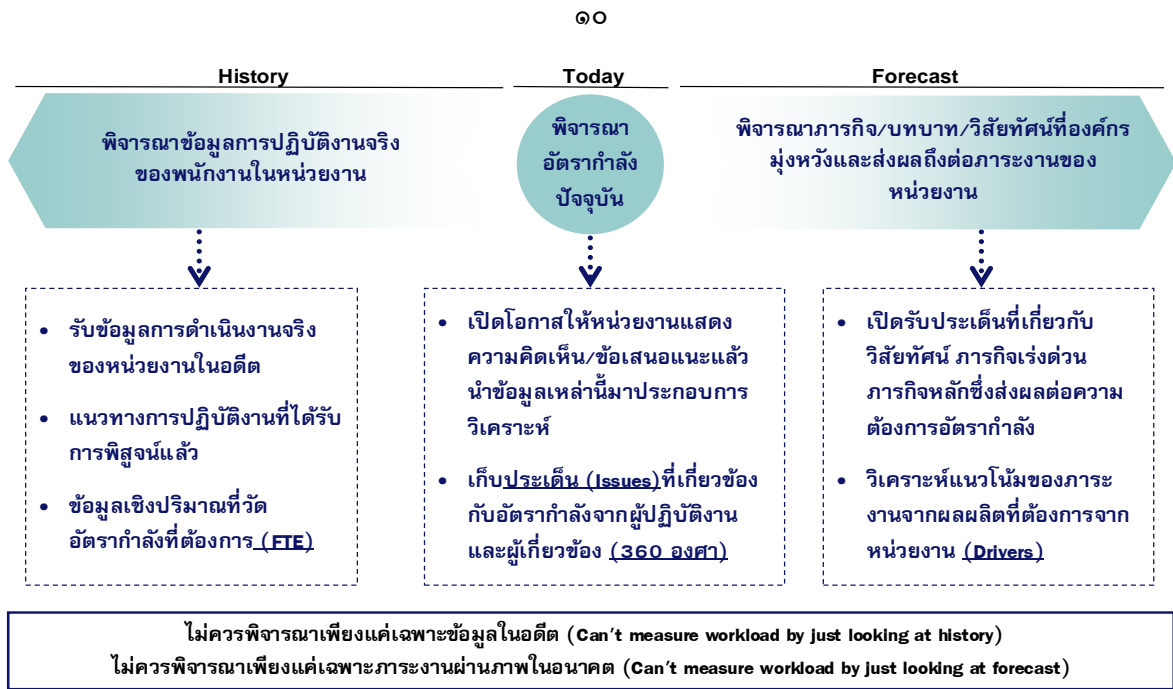 ๑๐
History
Today
Forecast
พิจารณาข้อมูลการปฏิบัติงานจริง
ของพนักงานในหน่วยงาน
พิจารณา
อัตรากำลัง
ปัจจุบัน
พิจารณาภารกิจ/บทบาท/วิสัยทัศน์ที่องค์กร
มุ่งหวังและส่งผลถึงต่อภาระงานของ
หน่วยงาน
• รับข้อมูลการดำเนินงานจริง
ของหน่วยงานในอดีต
• แนวทางการปฏิบัติงานที่ได้รับ
การพิสูจน์แล้ว
• ข้อมูลเชิงปริมาณที่วัด
อัตรากำลังที่ต้องการ (FTE)
• เปิดโอกาสให้หน่วยงานแสดง
ความคิดเห็น/ข้อเสนอแนะแล้ว
นำข้อมูลเหล่านี้มาประกอบการ
วิเคราะห์
• เก็บประเด็น (Issues)ที่เกี่ยวข้อง
กับอัตรากำลังจากผู้ปฏิบัติงาน
และผู้เกี่ยวข้อง (360 องศา)
• เปิดรับประเด็นที่เกี่ยวกับ
วิสัยทัศน์ ภารกิจเร่งด่วน
ภารกิจหลักซึ่งส่งผลต่อความ
ต้องการอัตรากำลัง
• วิเคราะห์แนวโน้มของภาระ
งานจากผลผลิตที่ต้องการจาก
หน่วยงาน (Drivers)
ไม่ควรพิจารณาเพียงแค่เฉพาะข้อมูลในอดีต (Can't measure workload by just looking at history)
ไม่ควรพิจารณาเพียงแค่เฉพาะภาระงานผ่านภาพในอนาคต (Can't measure workload by just looking at forecast)